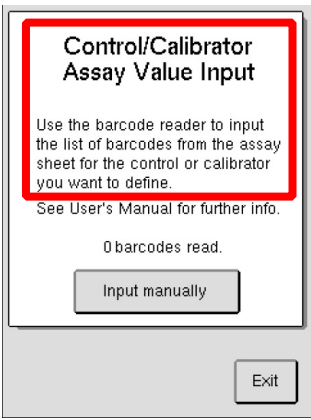 Control/Calibrator
Assay Value Input
Use the barcode reader to input
the list of barcodes from the assay
sheet for the control or calibrator
you want to define.
See User's Manual for further info.
0 barcodes read.
Input manually
Exit